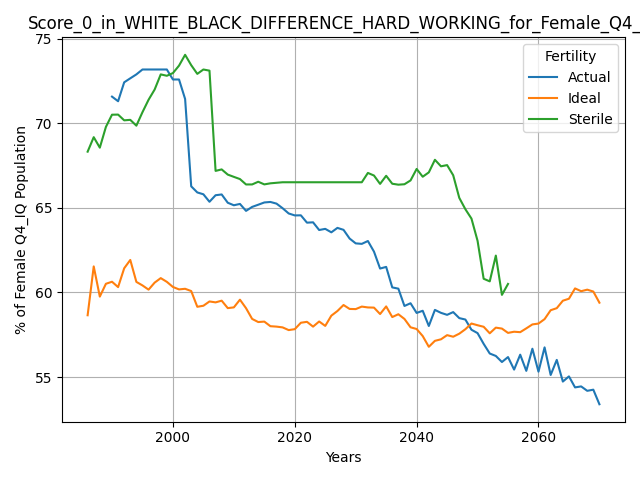 Score_0_in_WHITE_BLACK_DIFFERENCE_HARD_WORKING_for_Female_Q4_
% of Female Q4_IQ Population
75
70
65
60
55
Fertility
Actual
Ideal
Sterile
2000
2020
2040
2060
Years